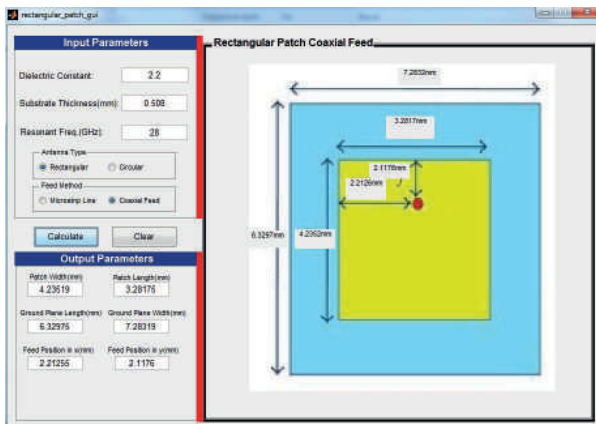 rectangular_patch_gui
Input Parameters
Dielectric Constant: 2.2
Substrate Thickness(mm): 0.508
Resonant Freq.(GHz): 28
Antenna Type
Rectangular Circular
Feed Method
Microstrip Line Coaxial Feed
Calculate Clear
Output Parameters
Patch Width(mm) Patch Length(mm)
4.23519 3.28175
Ground Plane Length(mm) Ground Plane Width(mm)
6.32975 7.28319
Feed Position in x(mm) Feed Position in y(mm)
2.21255 2.1176
Rectangular Patch Coaxial Feed
7.2832mm
3.2817mm
2.1176mm
2.2126mm
6.3297mm
4.2352mm